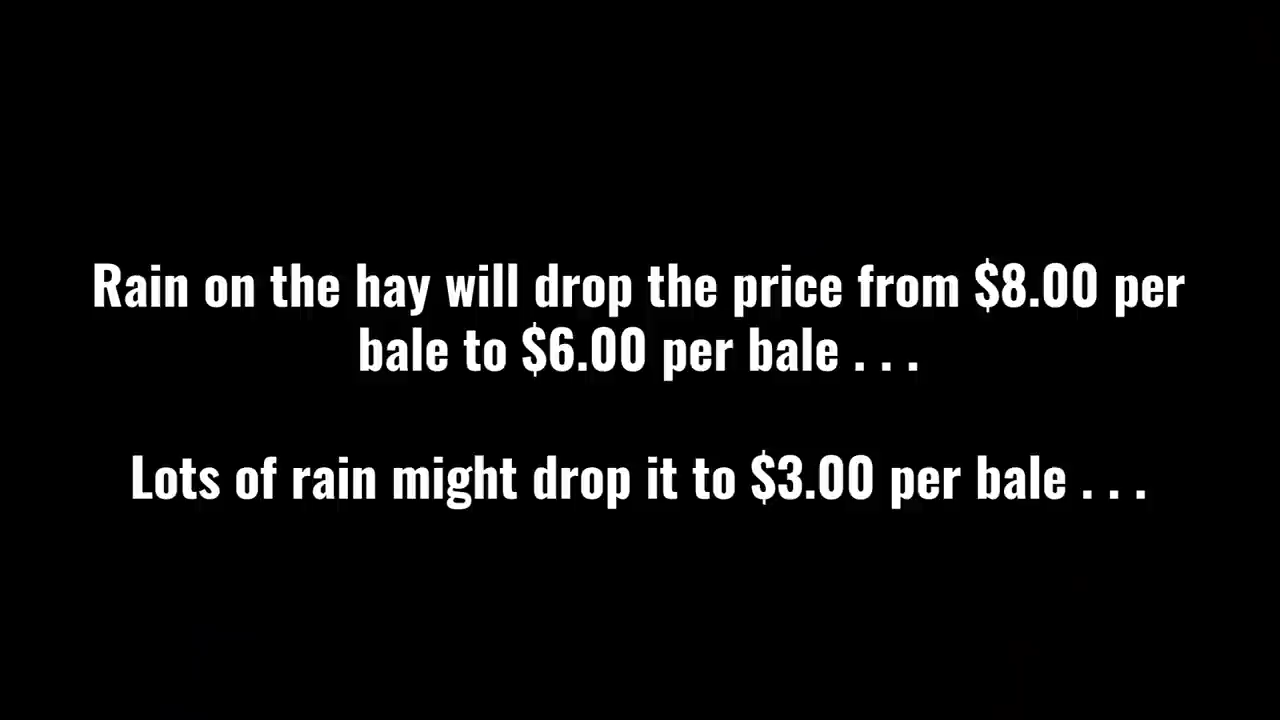 Rain on the hay will drop the price from $8.00 per
bale to $6.00 per bale . . .
Lots of rain might drop it to $3.00 per bale . . .